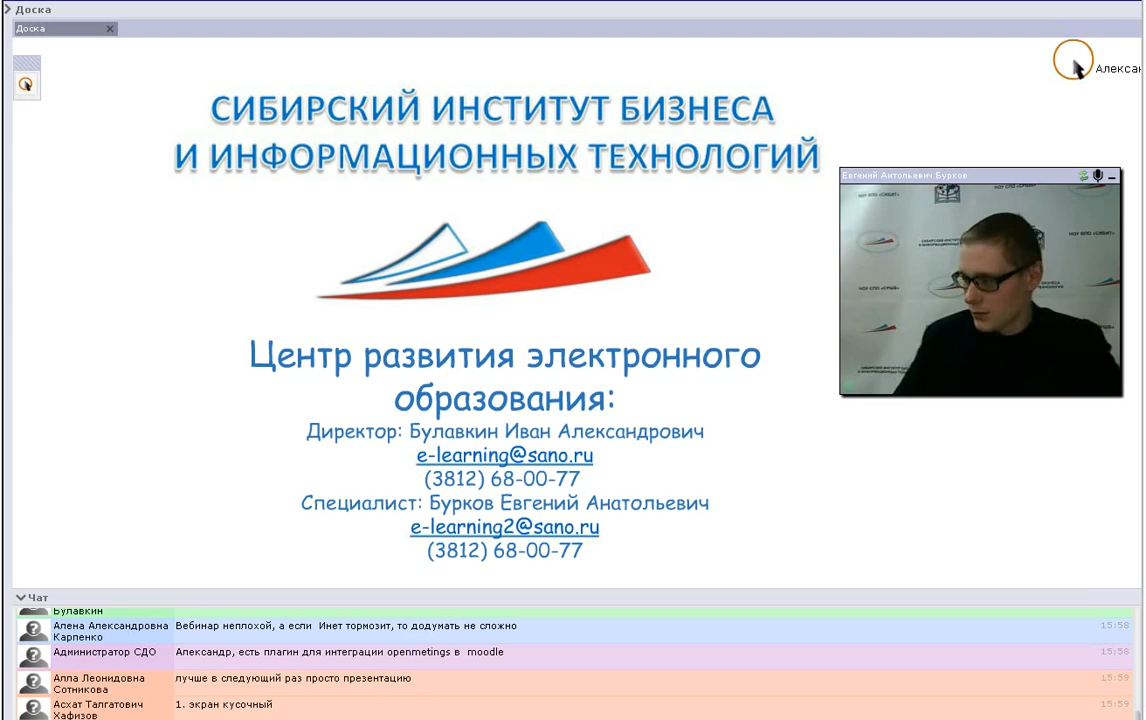 Доска
Доска
Алексан
СИБИРСКИЙ ИНСТИТУТ БИЗНЕСА
И ИНФОРМАЦИОННЫХ ТЕХНОЛОГИЙ
Евгений Антольевич Бурков
НОУ ВПО «СИБИТ»
Центр развития электронного
образования:
Директор: Булавкин Иван Александрович
e-learning@sano.ru
(3812) 68-00-77
Специалист: Бурков Евгений Анатольевич
e-learning2@sano.ru
(3812) 68-00-77
Чат
Булавкин
Алена Александровна Карпенко
Вебинар неплохой, а если Инет тормозит, то додумать не сложно
15:58
Администратор СДО
Александр, есть плагин для интеграции openmetings в moodle
15:58
Алла Леонидовна Сотникова
лучше в следующий раз просто презентацию
15:59
Асхат Талгатович Хафизов
1. экран кусочный
15:59